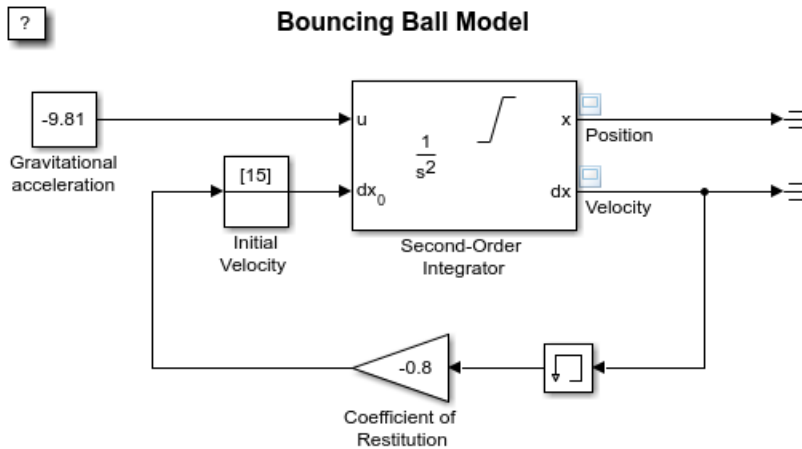 ?
Bouncing Ball Model
-9.81
Gravitational
acceleration
[15]
Initial
Velocity
u
dx0
1
s2
x
dx
Second-Order
Integrator
Position
Velocity
-0.8
Coefficient of
Restitution